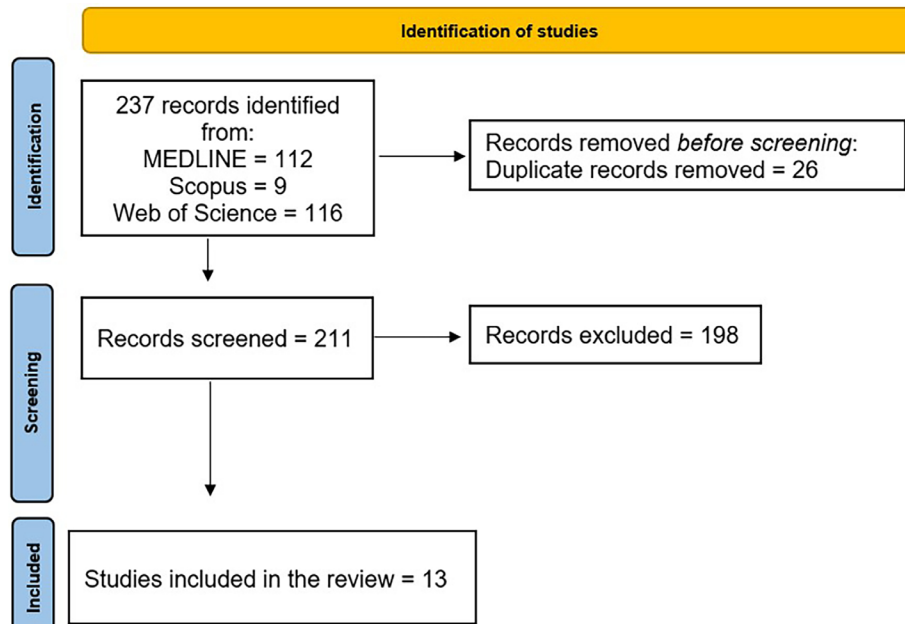 Identification of studies
Identification
237 records identified
from:
MEDLINE = 112
Scopus = 9
Web of Science = 116
Records removed before screening:
Duplicate records removed = 26
Screening
Records screened = 211
Records excluded = 198
Included
Studies included in the review = 13